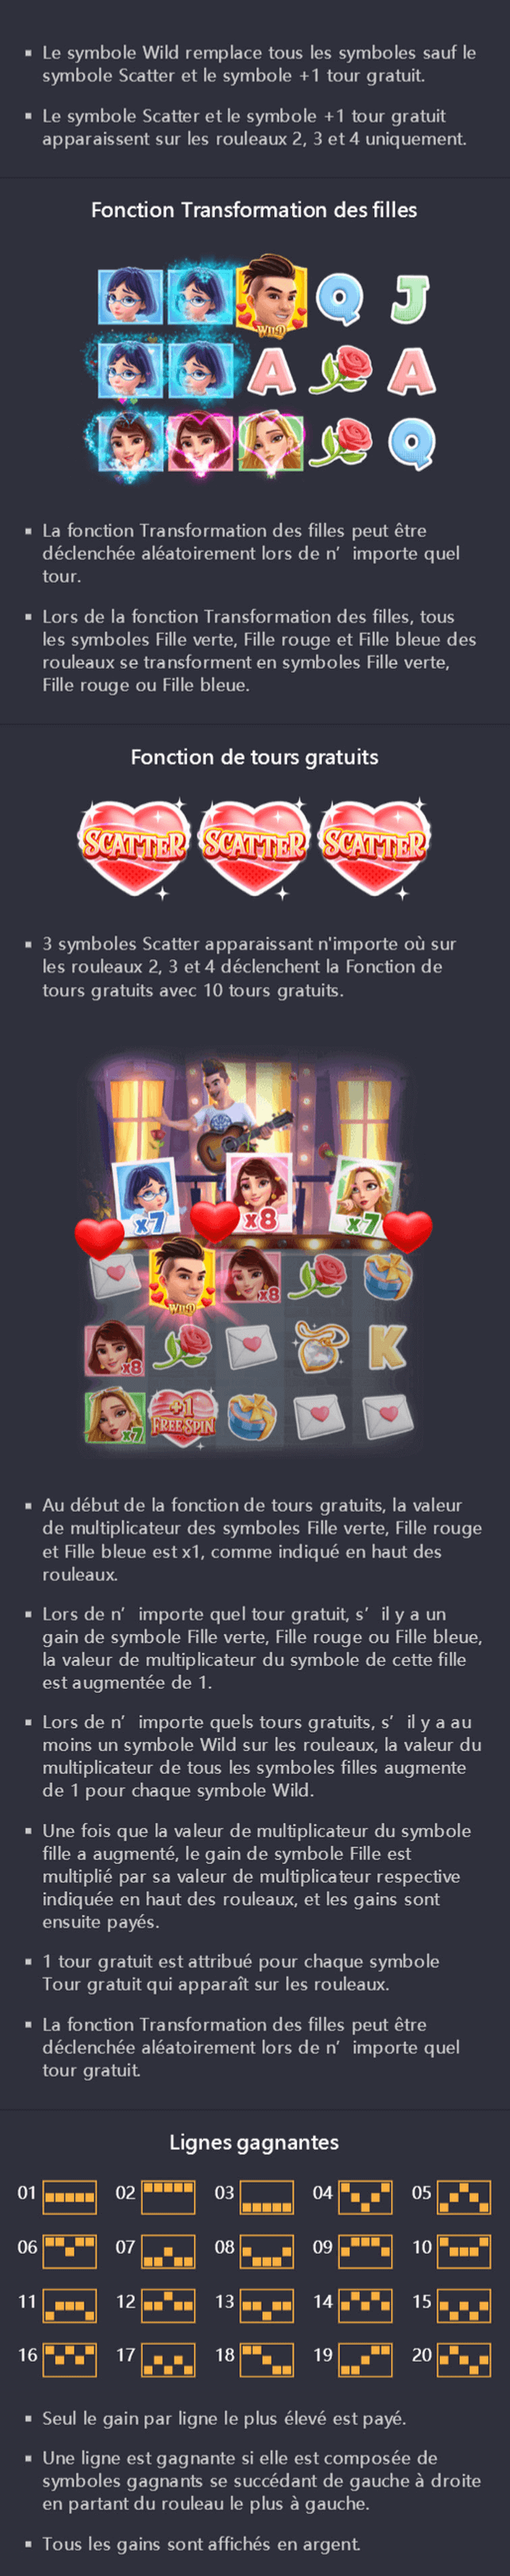 Le symbole Wild remplace tous les symboles sauf le
symbole Scatter et le symbole +1 tour gratuit.
Le symbole Scatter et le symbole +1 tour gratuit
apparaissent sur les rouleaux 2, 3 et 4 uniquement.
Fonction Transformation des filles
WILD
Q
J
A
A
Q
La fonction Transformation des filles peut être
déclenchée aléatoirement lors de n’ importe quel
tour.
Lors de la fonction Transformation des filles, tous
les symboles Fille verte, Fille rouge et Fille bleue des
rouleaux se transforment en symboles Fille verte,
Fille rouge ou Fille bleue.
Fonction de tours gratuits
SCATTER SCATTER SCATTER
3 symboles Scatter apparaissant n'importe où sur
les rouleaux 2, 3 et 4 déclenchent la Fonction de
tours gratuits avec 10 tours gratuits.
x7 x8 x7
WILD x8
x8 K
x7 +1 FREE SPIN
Au début de la fonction de tours gratuits, la valeur
de multiplicateur des symboles Fille verte, Fille rouge
et Fille bleue est x1, comme indiqué en haut des
rouleaux.
Lors de n’ importe quel tour gratuit, s’ il y a un
gain de symbole Fille verte, Fille rouge ou Fille bleue,
la valeur de multiplicateur du symbole de cette fille
est augmentée de 1.
Lors de n’ importe quels tours gratuits, s’ il y a au
moins un symbole Wild sur les rouleaux, la valeur du
multiplicateur de tous les symboles filles augmente
de 1 pour chaque symbole Wild.
Une fois que la valeur de multiplicateur du symbole
fille a augmenté, le gain de symbole Fille est
multiplié par sa valeur de multiplicateur respective
indiquée en haut des rouleaux, et les gains sont
ensuite payés.
1 tour gratuit est attribué pour chaque symbole
Tour gratuit qui apparaît sur les rouleaux.
La fonction Transformation des filles peut être
déclenchée aléatoirement lors de n’ importe quel
tour gratuit.
Lignes gagnantes
01 02 03 04 05
06 07 08 09 10
11 12 13 14 15
16 17 18 19 20
Seul le gain par ligne le plus élevé est payé.
Une ligne est gagnante si elle est composée de
symboles gagnants se succédant de gauche à droite
en partant du rouleau le plus à gauche.
Tous les gains sont affichés en argent.